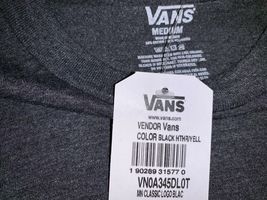 VANS
MEDIUM
VANS
www.vans.com
VENDOR Vans
COLOR BLACK HTHR/YELL
1 90289 31577 0
VN0A345DL0T
MN CLASSIC LOGO BLAC